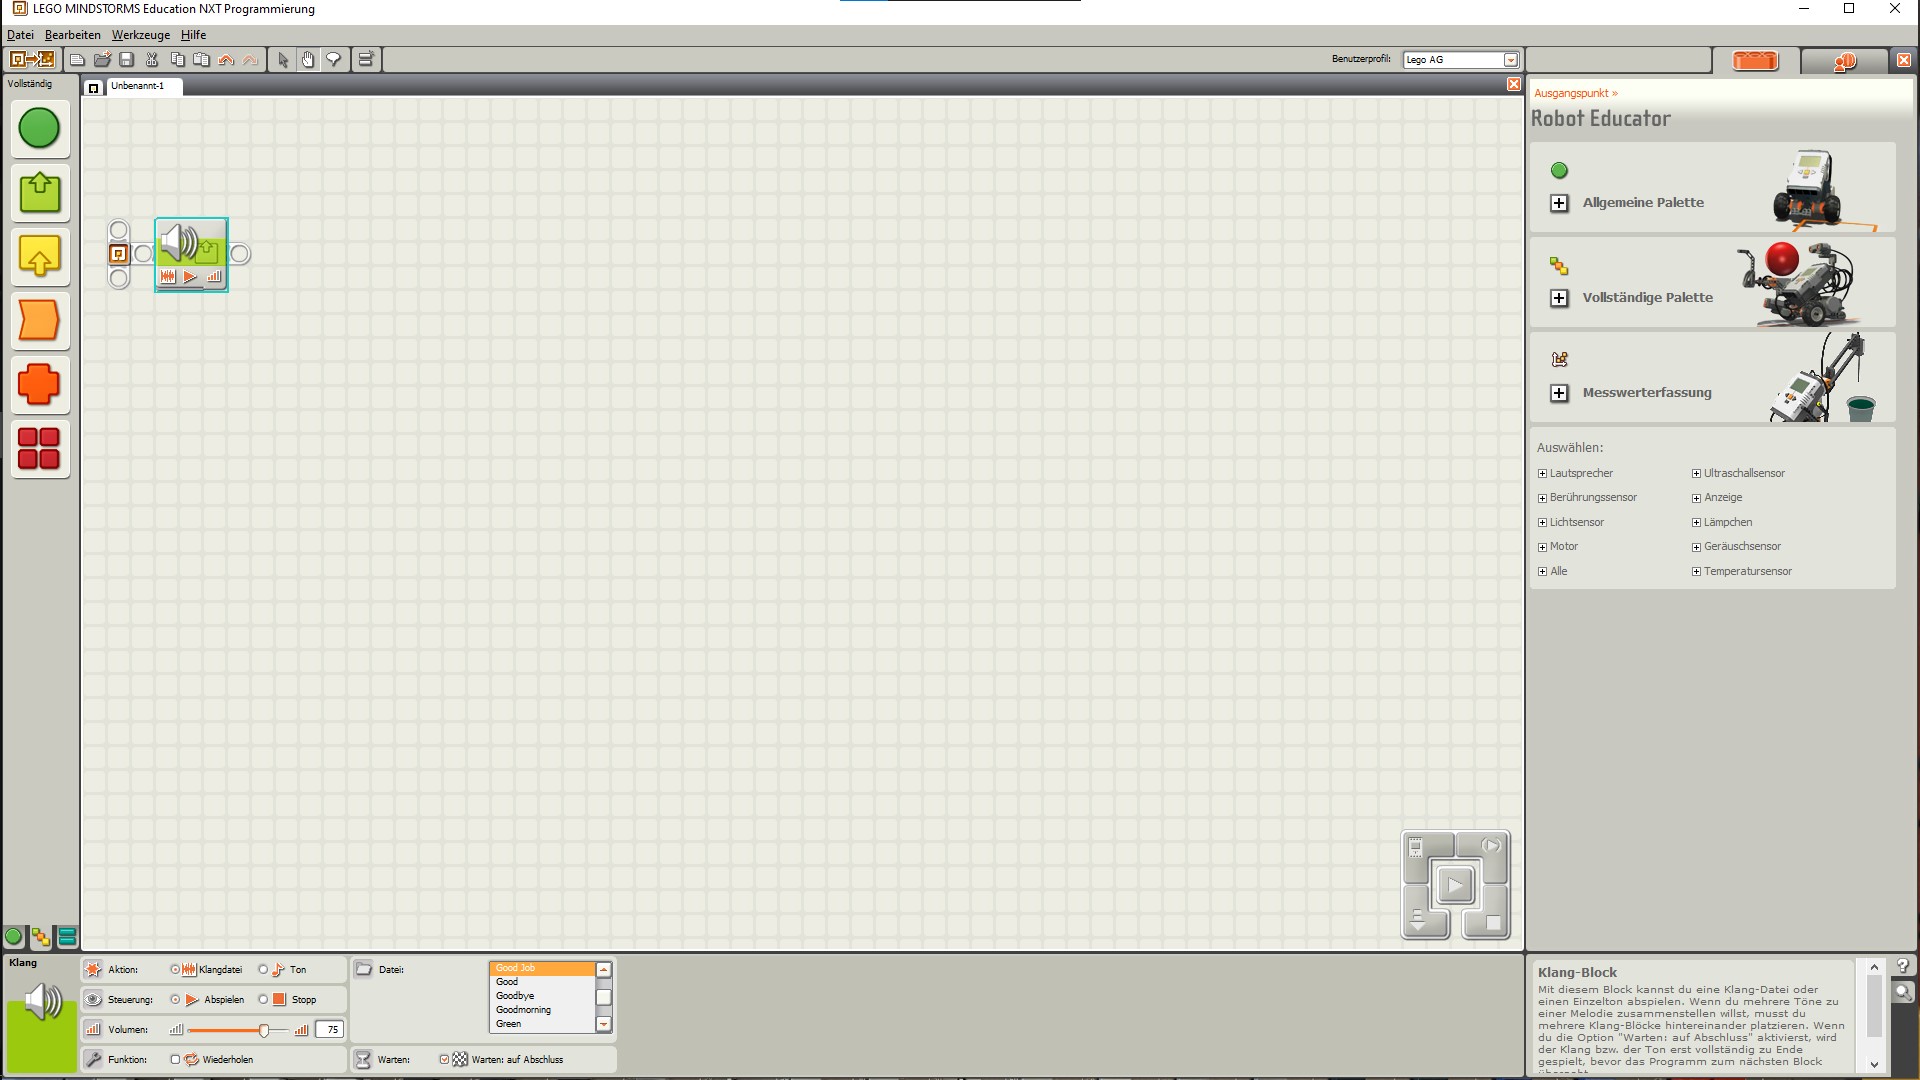 LEGO MINDSTORMS Education NXT Programmierung
Datei Bearbeiten Werkzeuge Hilfe
Benutzerprofil: Lego AG
Vollständig
Unbenannt-1
Ausgangspunkt »
Robot Educator
Allgemeine Palette
Vollständige Palette
Messwerterfassung
Auswählen:
Lautsprecher Ultraschallsensor
Berührungssensor Anzeige
Lichtsensor Lämpchen
Motor Geräuschsensor
Alle Temperatursensor
Klang
Aktion: Klangdatei Ton
Steuerung: Abspielen Stopp
Volumen: 75
Funktion: Wiederholen
Datei:
Good Job
Good
Goodbye
Goodmorning
Green
Warten: Warten: auf Abschluss
Klang-Block
Mit diesem Block kannst du eine Klang-Datei oder
einen Einzelton abspielen. Wenn du mehrere Töne zu
einer Melodie zusammenstellen willst, musst du
mehrere Klang-Blöcke hintereinander platzieren. Wenn
du die Option "Warten: auf Abschluss" aktivierst, wird
der Klang bzw. der Ton erst vollständig zu Ende
gespielt, bevor das Programm zum nächsten Block